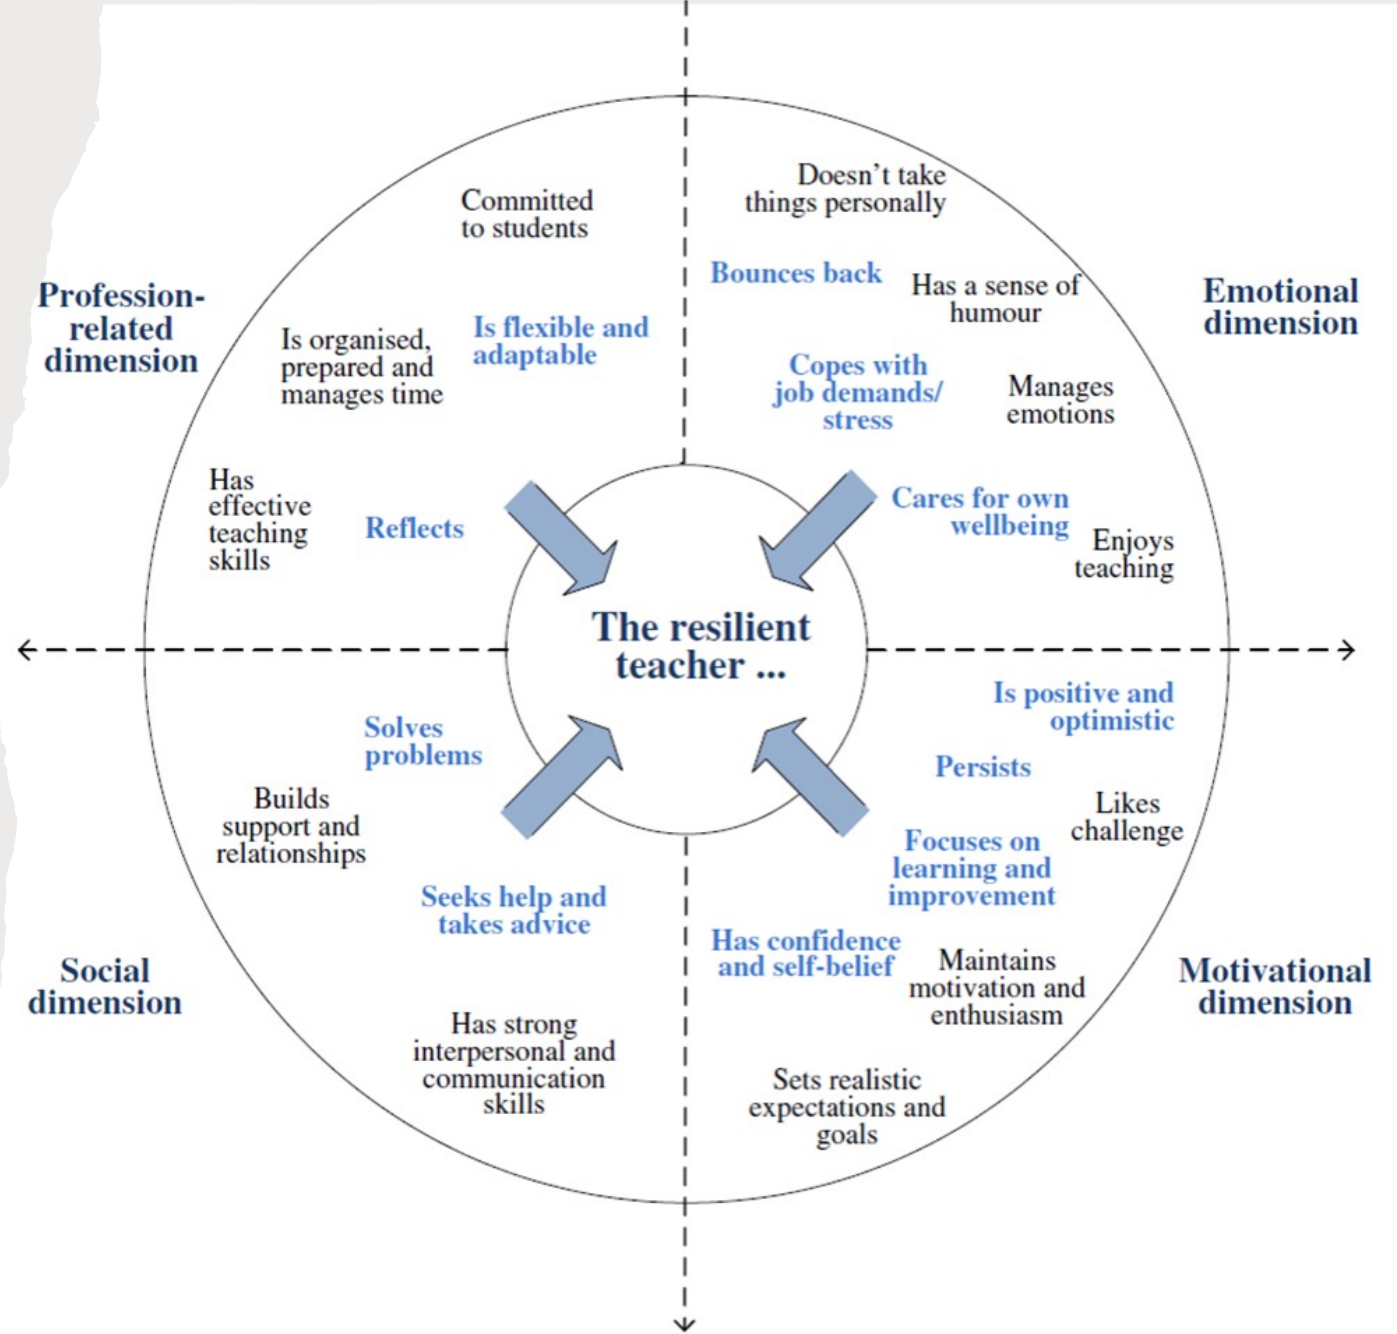 Profession-
related
dimension
Committed
to students
Is organised,
prepared and
manages time
Is flexible and
adaptable
Has
effective
teaching
skills
Reflects
Emotional
dimension
Doesn't take
things personally
Bounces back
Has a sense of
humour
Copes with
job demands/
stress
Manages
emotions
Cares for own
wellbeing
Enjoys
teaching
The resilient
teacher ...
Social
dimension
Solves
problems
Builds
support and
relationships
Seeks help and
takes advice
Has strong
interpersonal and
communication
skills
Motivational
dimension
Is positive and
optimistic
Persists
Likes
challenge
Focuses on
learning and
improvement
Has confidence
and self-belief
Maintains
motivation and
enthusiasm
Sets realistic
expectations and
goals